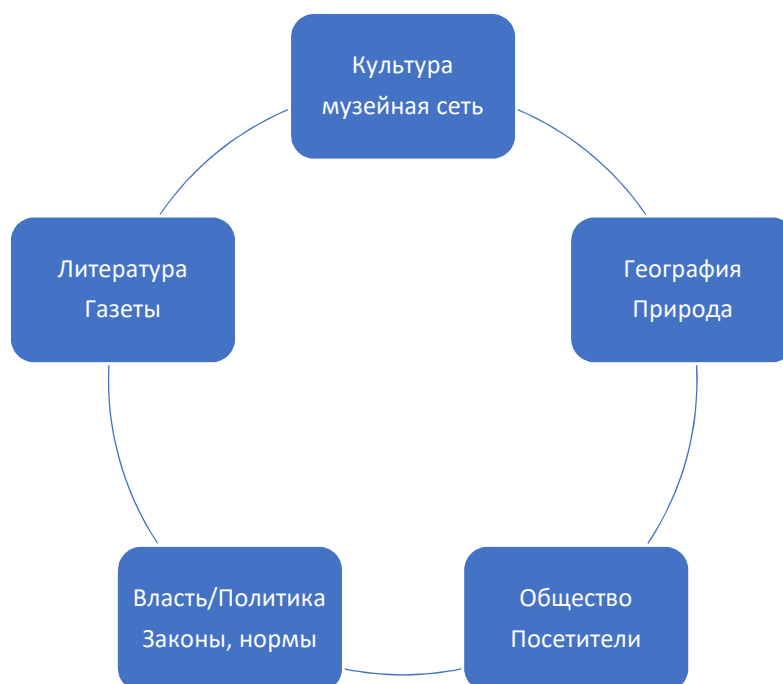 Культура
музейная сеть
География
Природа
Общество
Посетители
Власть/Политика
Законы, нормы
Литература
Газеты